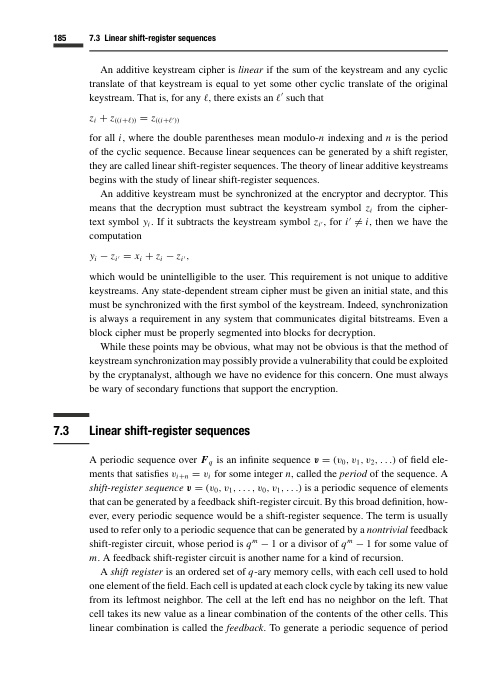 185 7.3 Linear shift-register sequences
An additive keystream cipher is linear if the sum of the keystream and any cyclic
translate of that keystream is equal to yet some other cyclic translate of the original
keystream. That is, for any ℓ, there exists an ℓ′ such that
z_i + z_((i+ℓ)) = z_((i+ℓ′))
for all i, where the double parentheses mean modulo-n indexing and n is the period
of the cyclic sequence. Because linear sequences can be generated by a shift register,
they are called linear shift-register sequences. The theory of linear additive keystreams
begins with the study of linear shift-register sequences.
An additive keystream must be synchronized at the encryptor and decryptor. This
means that the decryption must subtract the keystream symbol z_i from the cipher-
text symbol y_i. If it subtracts the keystream symbol z_i′, for i′ ≠ i, then we have the
computation
y_i − z_i′ = x_i + z_i − z_i′,
which would be unintelligible to the user. This requirement is not unique to additive
keystreams. Any state-dependent stream cipher must be given an initial state, and this
must be synchronized with the first symbol of the keystream. Indeed, synchronization
is always a requirement in any system that communicates digital bitstreams. Even a
block cipher must be properly segmented into blocks for decryption.
While these points may be obvious, what may not be obvious is that the method of
keystream synchronization may possibly provide a vulnerability that could be exploited
by the cryptanalyst, although we have no evidence for this concern. One must always
be wary of secondary functions that support the encryption.
7.3 Linear shift-register sequences
A periodic sequence over F_q is an infinite sequence v = (v_0, v_1, v_2, . . .) of field ele-
ments that satisfies v_i+n = v_i for some integer n, called the period of the sequence. A
shift-register sequence v = (v_0, v_1, . . . , v_0, v_1, . . .) is a periodic sequence of elements
that can be generated by a feedback shift-register circuit. By this broad definition, how-
ever, every periodic sequence would be a shift-register sequence. The term is usually
used to refer only to a periodic sequence that can be generated by a nontrivial feedback
shift-register circuit, whose period is q^m − 1 or a divisor of q^m − 1 for some value of
m. A feedback shift-register circuit is another name for a kind of recursion.
A shift register is an ordered set of q-ary memory cells, with each cell used to hold
one element of the field. Each cell is updated at each clock cycle by taking its new value
from its leftmost neighbor. The cell at the left end has no neighbor on the left. That
cell takes its new value as a linear combination of the contents of the other cells. This
linear combination is called the feedback. To generate a periodic sequence of period